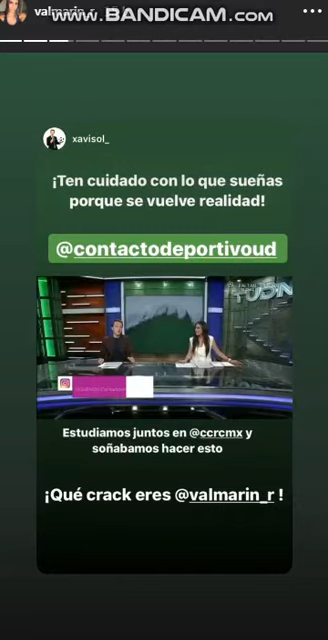 valmarin_r
www.BANDICAM.com
xavisol_
¡Ten cuidado con lo que sueñas
porque se vuelve realidad!
@contactodeportivoud
TUDN
Estudiamos juntos en @ccrcmx y
soñabamos hacer esto
¡Qué crack eres @valmarin_r !